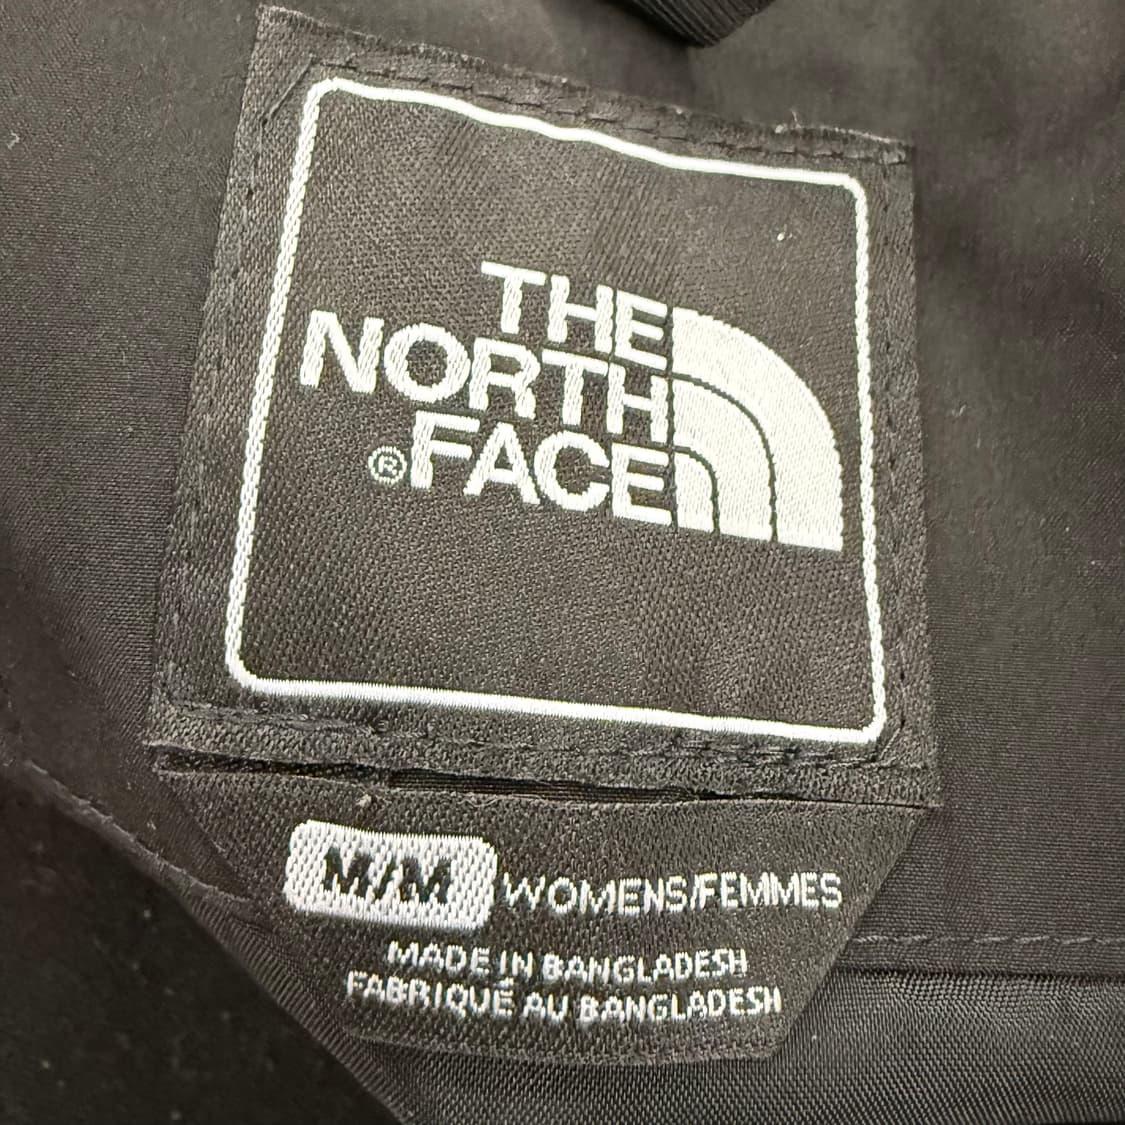 THE
NORTH
®FACE
M/M WOMENS/FEMMES
MADE IN BANGLADESH
FABRIQUÉ AU BANGLADESH